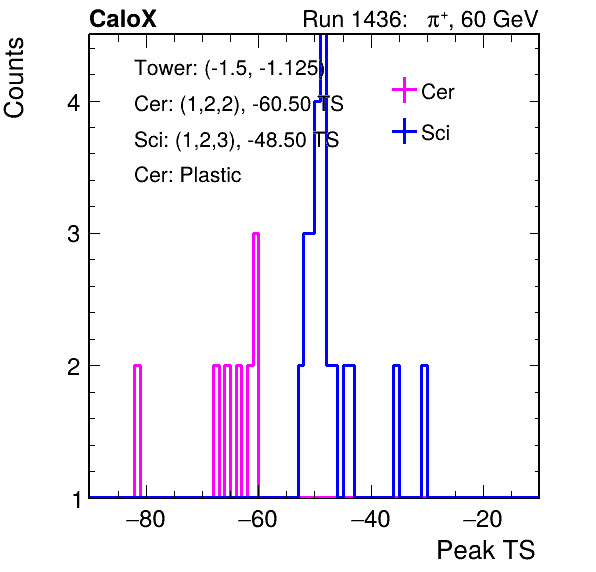 CaloX Run 1436: π⁺, 60 GeV
Counts
Tower: (-1.5, -1.125)
Cer: (1,2,2), -60.50 TS
Sci: (1,2,3), -48.50 TS
Cer: Plastic
Cer
Sci
4
3
2
1
−80 −60 −40 −20
Peak TS